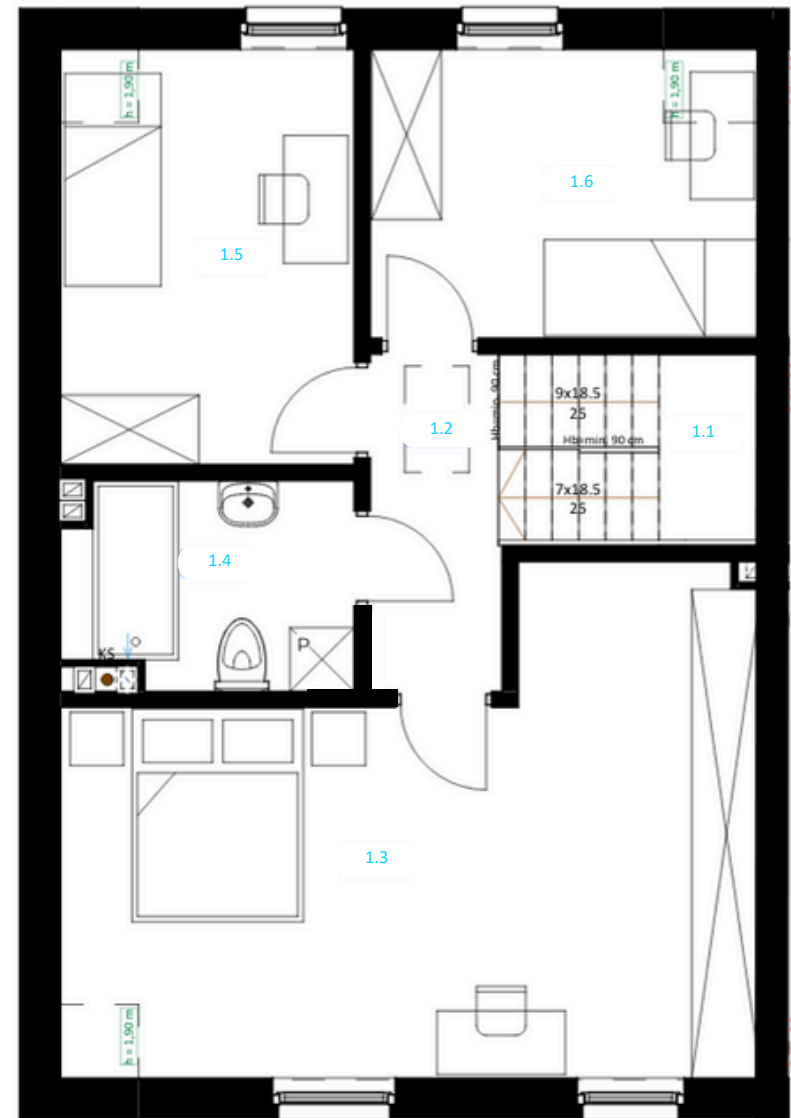 h = 1,90 m
h = 1,90 m
1.6
1.5
Hb=min. 90 cm
9x18.5
25
1.2
1.1
Hb=min. 90 cm
7x18.5
25
1.4
P
KS
1.3
h = 1,90 m